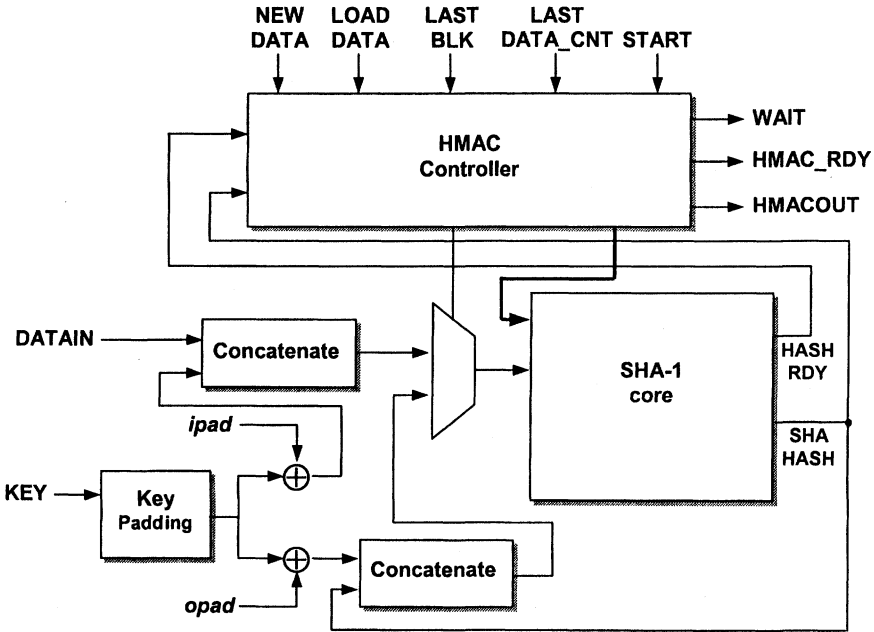 NEW DATA
LOAD DATA
LAST BLK
LAST DATA_CNT
START
HMAC Controller
WAIT
HMAC_RDY
HMACOUT
DATAIN
Concatenate
SHA-1 core
HASH RDY
SHA HASH
ipad
KEY
Key Padding
opad
Concatenate